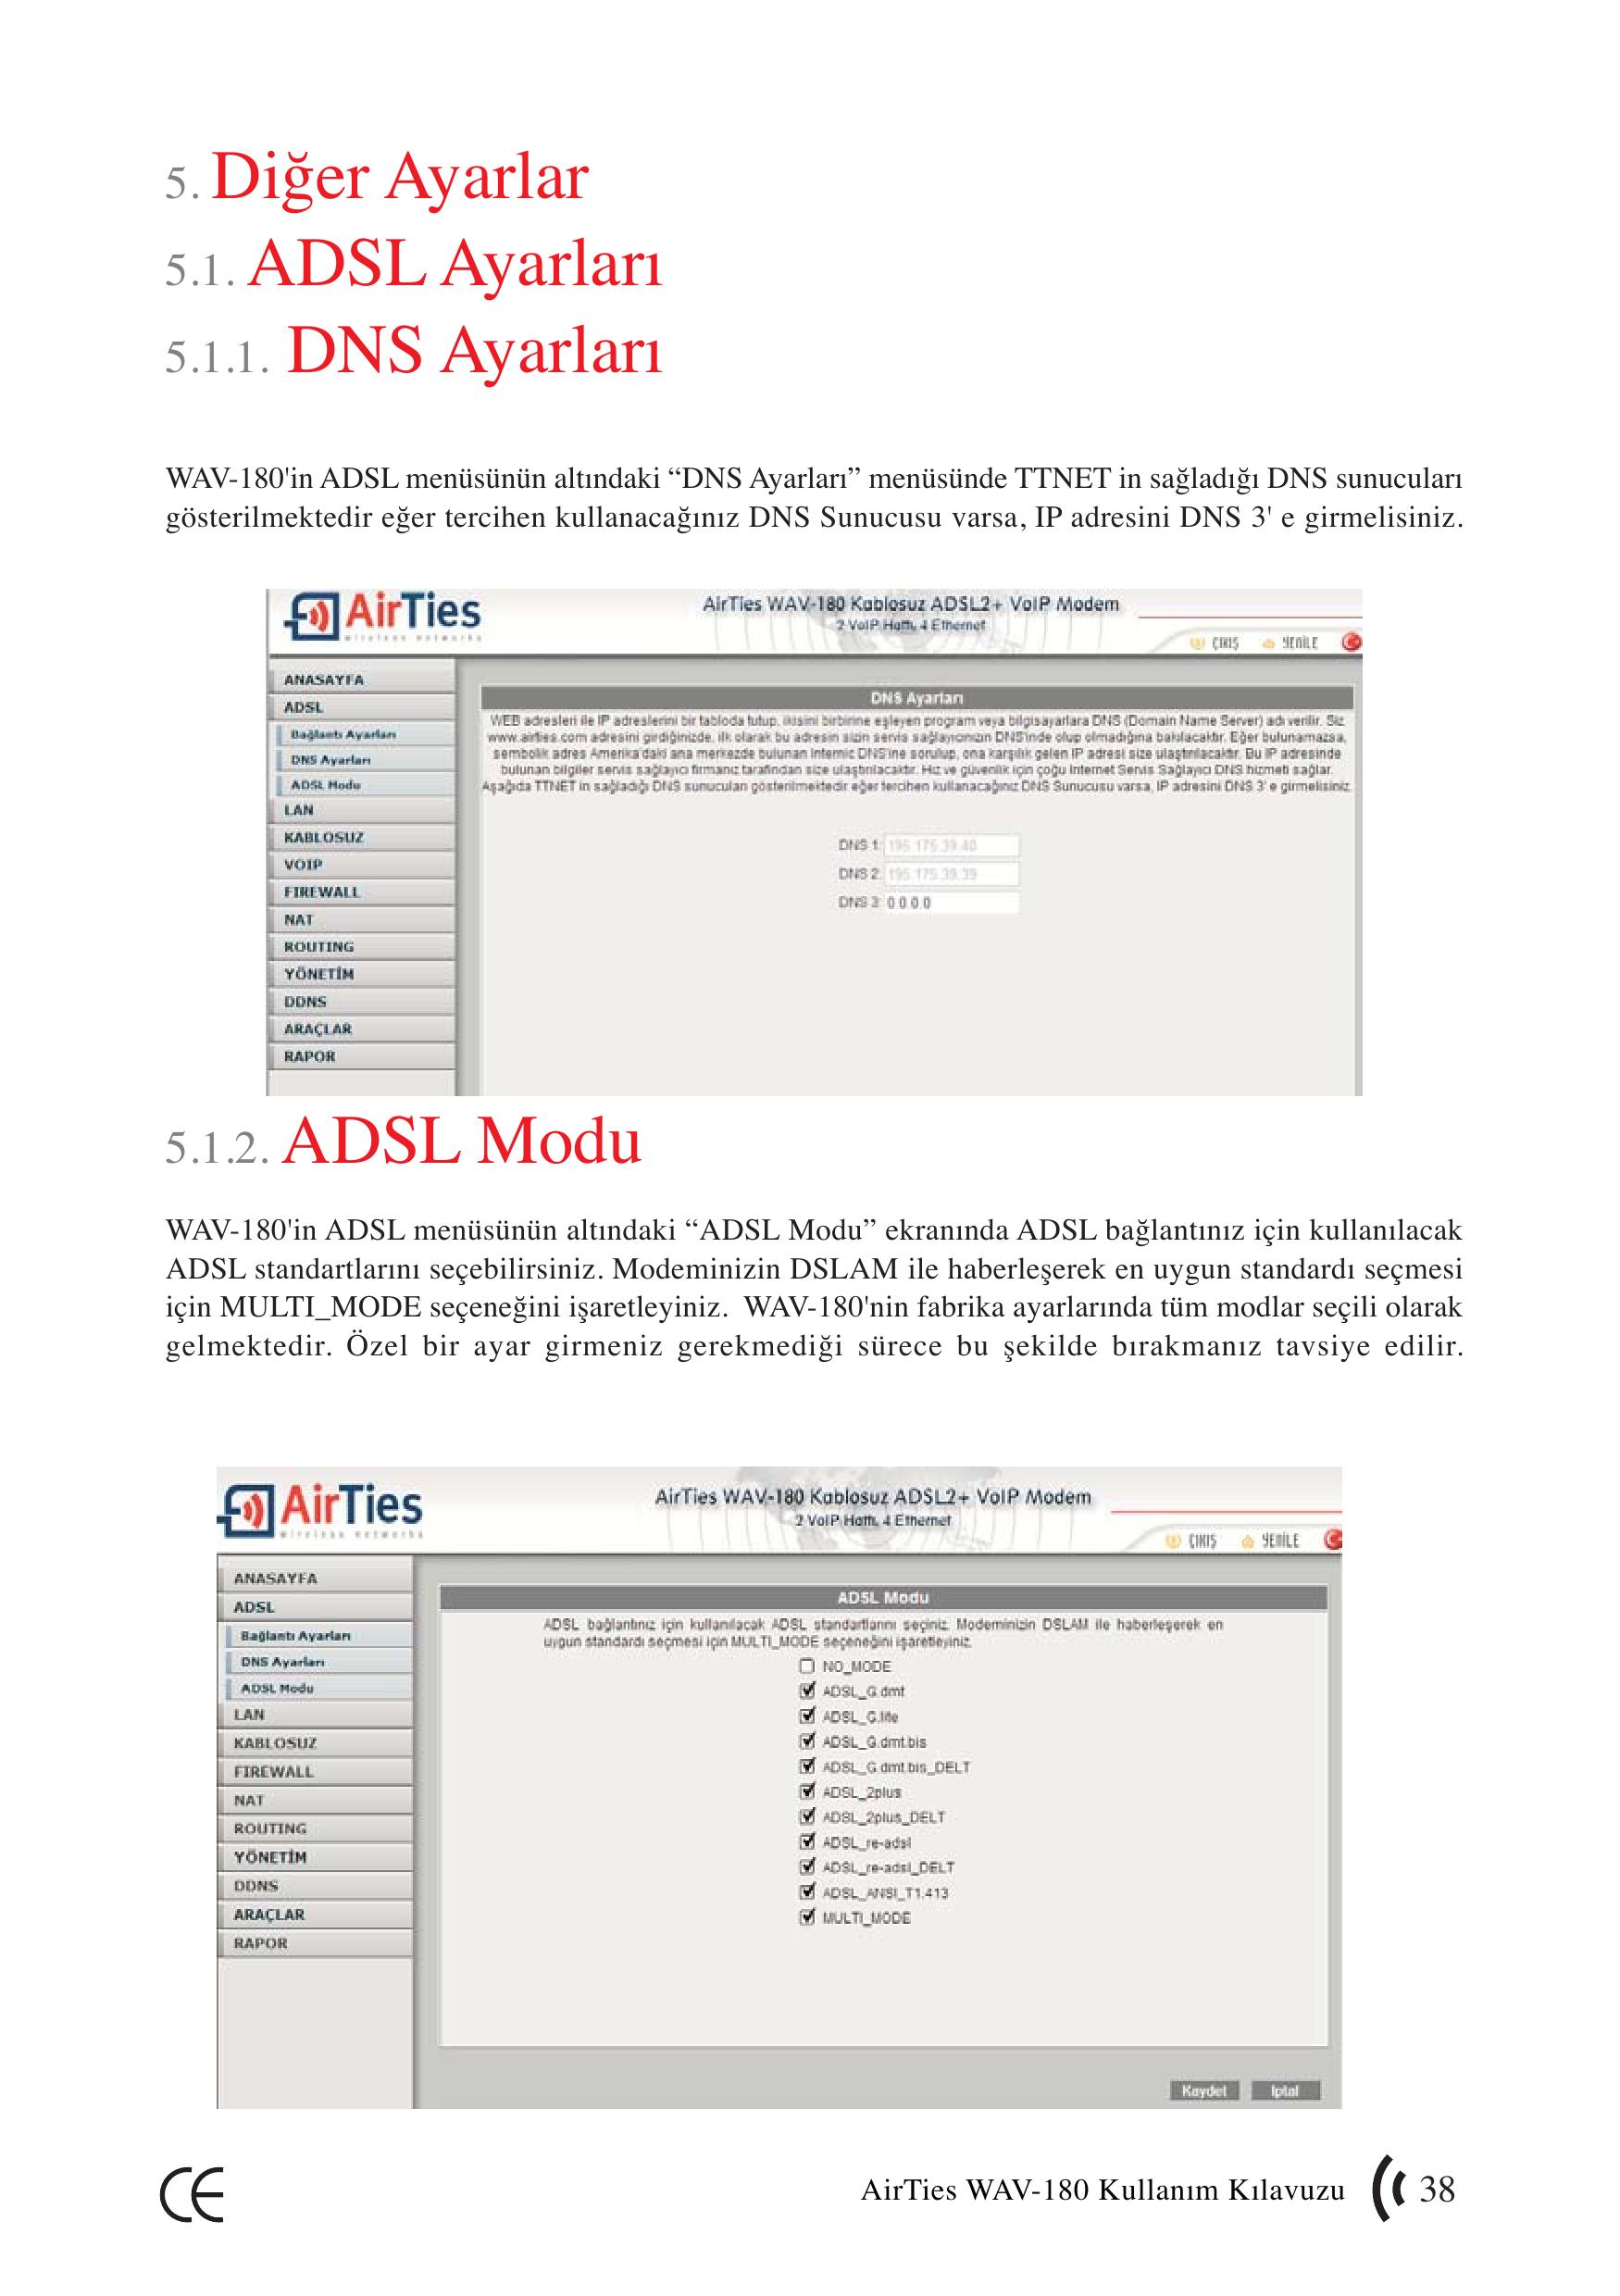 5. Diğer Ayarlar
5.1. ADSL Ayarları
5.1.1. DNS Ayarları
WAV-180'in ADSL menüsünün altındaki “DNS Ayarları” menüsünde TTNET in sağladığı DNS sunucuları
gösterilmektedir eğer tercihen kullanacağınız DNS Sunucusu varsa, IP adresini DNS 3' e girmelisiniz.
AirTies
wireless networks
AirTies WAV-180 Kablosuz ADSL2+ VoIP Modem
2 VoIP Hattı, 4 Ethernet
ÇIKIŞ YENİLE
ANASAYFA
ADSL
Bağlantı Ayarları
DNS Ayarları
ADSL Modu
LAN
KABLOSUZ
VOIP
FIREWALL
NAT
ROUTING
YÖNETİM
DDNS
ARAÇLAR
RAPOR
DNS Ayarları
WEB adresleri ile IP adreslerini bir tabloda tutup, ikisini birbirine eşleyen program veya bilgisayarlara DNS (Domain Name Server) adı verilir. Siz
www.airties.com adresini girdiğinizde, ilk olarak bu adresin sizin servis sağlayıcınızın DNS'inde olup olmadığına bakılacaktır. Eğer bulunamazsa,
sembolik adres Amerika'daki ana merkezde bulunan Internic DNS'ine sorulup, ona karşılık gelen IP adresi size ulaştırılacaktır. Bu IP adresinde
bulunan bilgiler servis sağlayıcı firmanız tarafından size ulaştırılacaktır. Hız ve güvenlik için çoğu Internet Servis Sağlayıcı DNS hizmeti sağlar.
Aşağıda TTNET in sağladığı DNS sunucuları gösterilmektedir eğer tercihen kullanacağınız DNS Sunucusu varsa, IP adresini DNS 3' e girmelisiniz.
DNS 1: 195.175.39.40
DNS 2: 195.175.39.39
DNS 3: 0.0.0.0
5.1.2. ADSL Modu
WAV-180'in ADSL menüsünün altındaki “ADSL Modu” ekranında ADSL bağlantınız için kullanılacak
ADSL standartlarını seçebilirsiniz. Modeminizin DSLAM ile haberleşerek en uygun standardı seçmesi
için MULTI_MODE seçeneğini işaretleyiniz. WAV-180'nin fabrika ayarlarında tüm modlar seçili olarak
gelmektedir. Özel bir ayar girmeniz gerekmediği sürece bu şekilde bırakmanız tavsiye edilir.
AirTies
wireless networks
AirTies WAV-180 Kablosuz ADSL2+ VoIP Modem
2 VoIP Hattı, 4 Ethernet
ÇIKIŞ YENİLE
ANASAYFA
ADSL
Bağlantı Ayarları
DNS Ayarları
ADSL Modu
LAN
KABLOSUZ
FIREWALL
NAT
ROUTING
YÖNETİM
DDNS
ARAÇLAR
RAPOR
ADSL Modu
ADSL bağlantınız için kullanılacak ADSL standartlarını seçiniz. Modeminizin DSLAM ile haberleşerek en
uygun standardı seçmesi için MULTI_MODE seçeneğini işaretleyiniz.
NO_MODE
ADSL_G.dmt
ADSL_G.lite
ADSL_G.dmt.bis
ADSL_G.dmt.bis_DELT
ADSL_2plus
ADSL_2plus_DELT
ADSL_re-adsl
ADSL_re-adsl_DELT
ADSL_ANSI_T1.413
MULTI_MODE
Kaydet Iptal
CE
AirTies WAV-180 Kullanım Kılavuzu 38